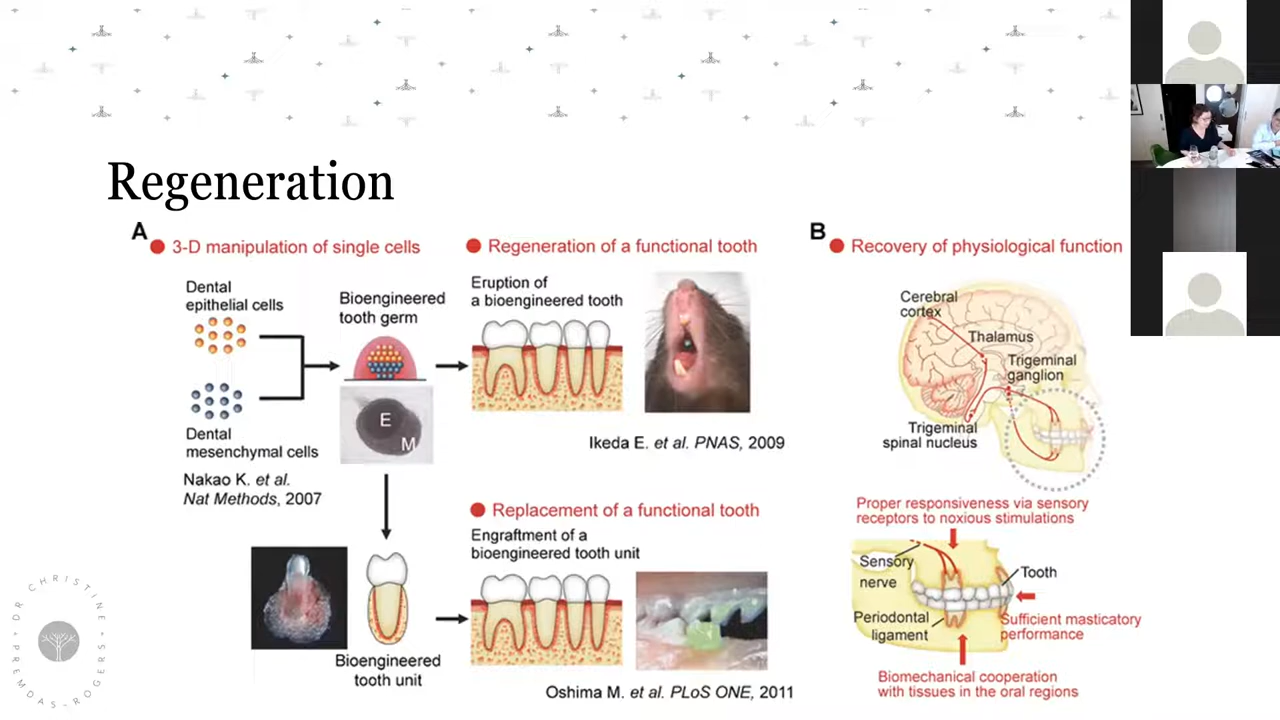 Regeneration
A
3-D manipulation of single cells
Dental
epithelial cells
Dental
mesenchymal cells
Nakao K. et al.
Nat Methods, 2007
Bioengineered
tooth germ
E
M
Regeneration of a functional tooth
Eruption of
a bioengineered tooth
Ikeda E. et al. PNAS, 2009
Bioengineered
tooth unit
Replacement of a functional tooth
Engraftment of a
bioengineered tooth unit
Oshima M. et al. PLoS ONE, 2011
B
Recovery of physiological function
Cerebral
cortex
Thalamus
Trigeminal
ganglion
Trigeminal
spinal nucleus
Proper responsiveness via sensory
receptors to noxious stimulations
Sensory
nerve
Tooth
Periodontal
ligament
Sufficient masticatory
performance
Biomechanical cooperation
with tissues in the oral regions
DR CHRISTINE
PREMDAS-ROGERS